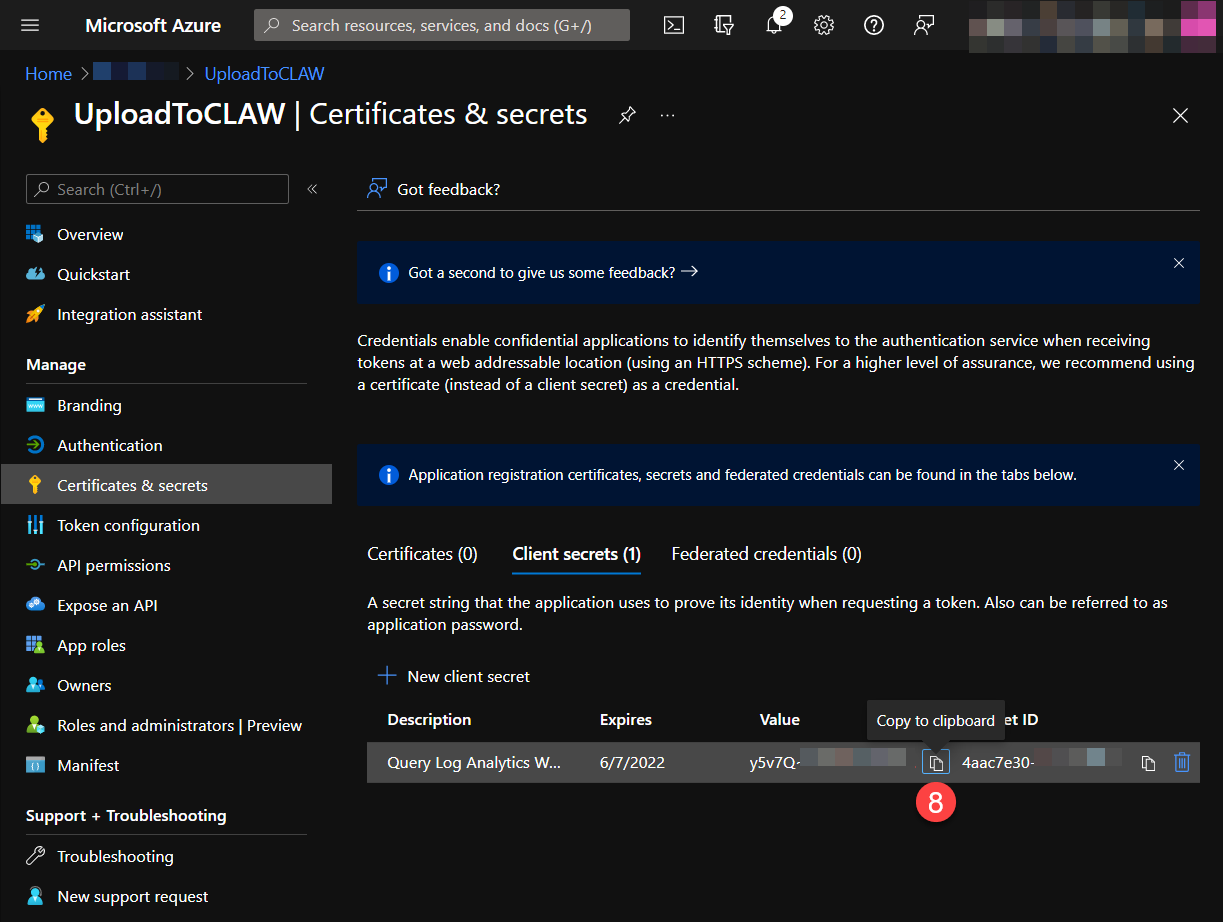 Microsoft Azure
Search resources, services, and docs (G+/)
2
Home > > UploadToCLAW
UploadToCLAW | Certificates & secrets
...
Search (Ctrl+/)
«
Got feedback?
Overview
Quickstart
Integration assistant
Manage
Branding
Authentication
Certificates & secrets
Token configuration
API permissions
Expose an API
App roles
Owners
Roles and administrators | Preview
Manifest
Support + Troubleshooting
Troubleshooting
New support request
Got a second to give us some feedback? →
Credentials enable confidential applications to identify themselves to the authentication service when receiving
tokens at a web addressable location (using an HTTPS scheme). For a higher level of assurance, we recommend using
a certificate (instead of a client secret) as a credential.
Application registration certificates, secrets and federated credentials can be found in the tabs below.
Certificates (0) Client secrets (1) Federated credentials (0)
A secret string that the application uses to prove its identity when requesting a token. Also can be referred to as
application password.
+ New client secret
Description Expires Value et ID
Copy to clipboard
Query Log Analytics W... 6/7/2022 y5v7Q~ 4aac7e30-
8